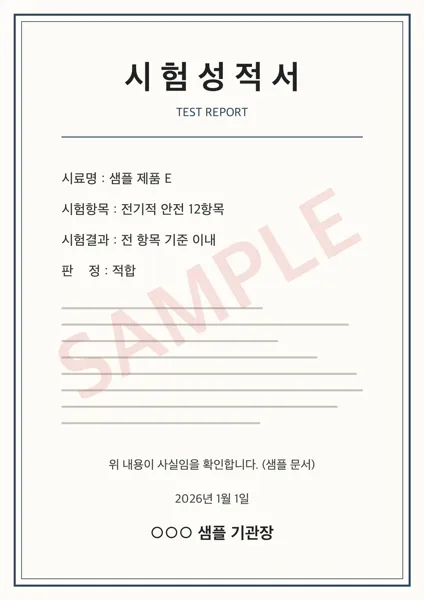 시험성적서
TEST REPORT
시료명 : 샘플 제품 E
시험항목 : 전기적 안전 12항목
시험결과 : 전 항목 기준 이내
판 정 : 적합
SAMPLE
위 내용이 사실임을 확인합니다. (샘플 문서)
2026년 1월 1일
○○○ 샘플 기관장